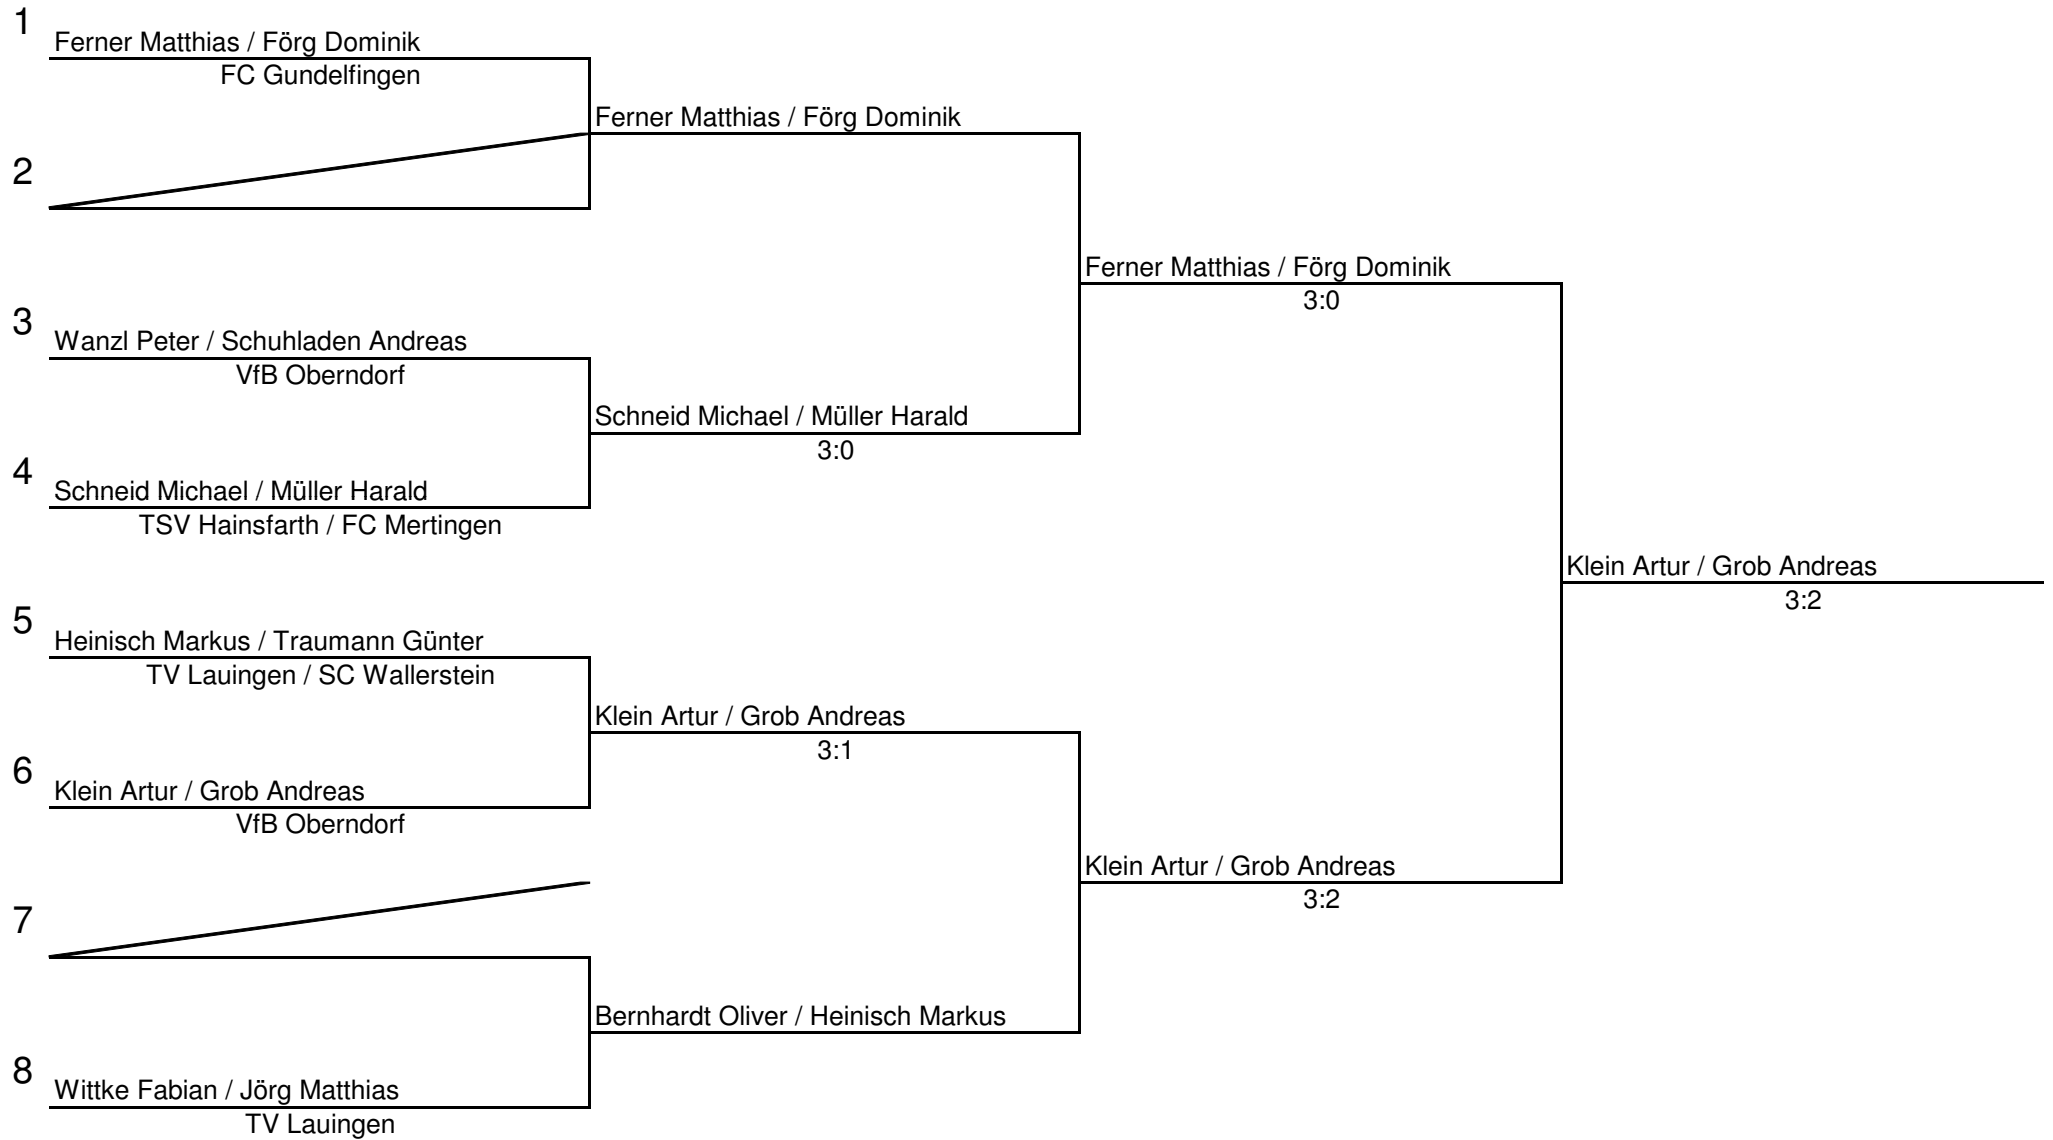 1
Ferner Matthias / Förg Dominik
FC Gundelfingen
Ferner Matthias / Förg Dominik
2
Ferner Matthias / Förg Dominik
3:0
3
Wanzl Peter / Schuhladen Andreas
VfB Oberndorf
Schneid Michael / Müller Harald
3:0
4
Schneid Michael / Müller Harald
TSV Hainsfarth / FC Mertingen
Klein Artur / Grob Andreas
3:2
5
Heinisch Markus / Traumann Günter
TV Lauingen / SC Wallerstein
Klein Artur / Grob Andreas
3:1
6
Klein Artur / Grob Andreas
VfB Oberndorf
Klein Artur / Grob Andreas
3:2
7
Bernhardt Oliver / Heinisch Markus
8
Wittke Fabian / Jörg Matthias
TV Lauingen